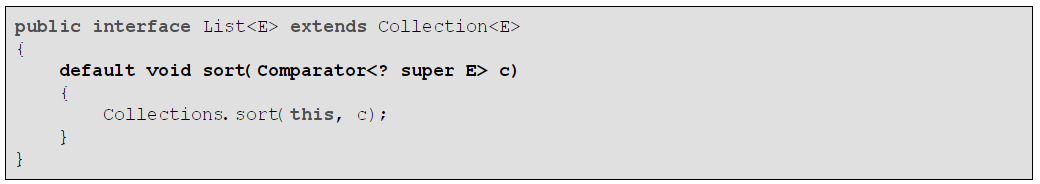 public interface List<E> extends Collection<E>
{
    default void sort(Comparator<? super E> c)
    {
        Collections.sort(this, c);
    }
}